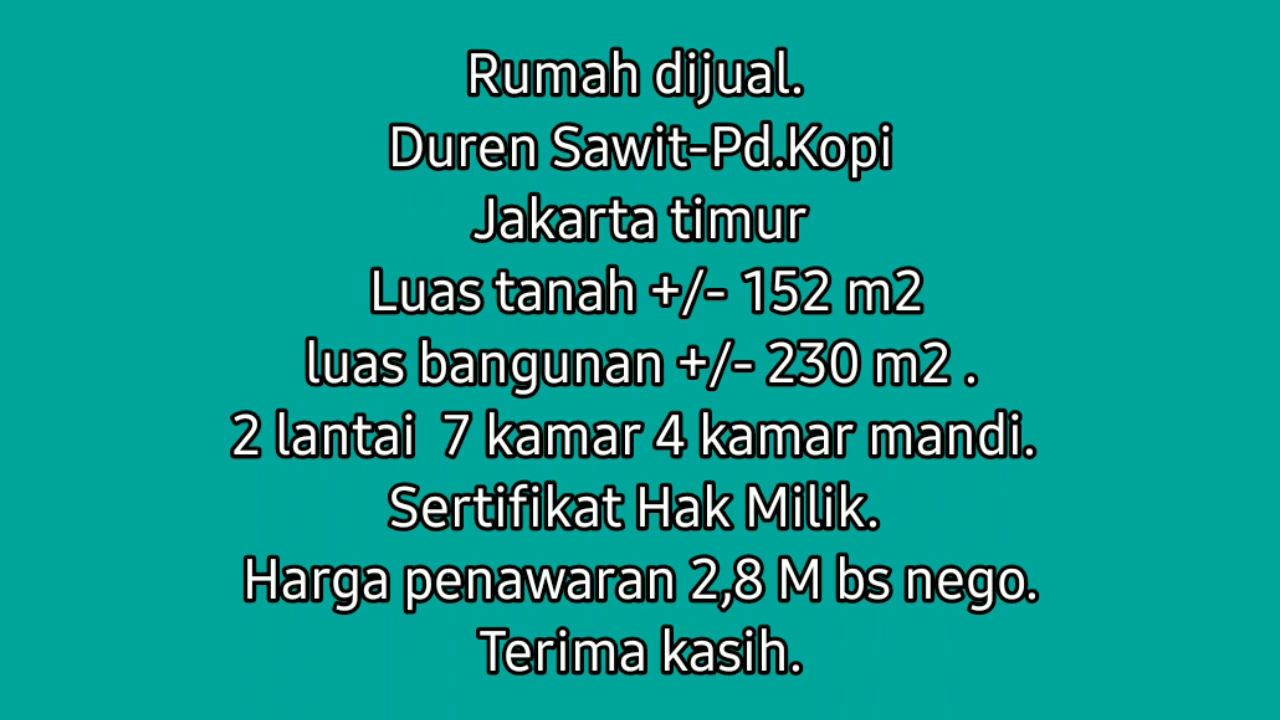 Rumah dijual.
Duren Sawit-Pd.Kopi
Jakarta timur
Luas tanah +/- 152 m2
luas bangunan +/- 230 m2 .
2 lantai  7 kamar 4 kamar mandi.
Sertifikat Hak Milik.
Harga penawaran 2,8 M bs nego.
Terima kasih.